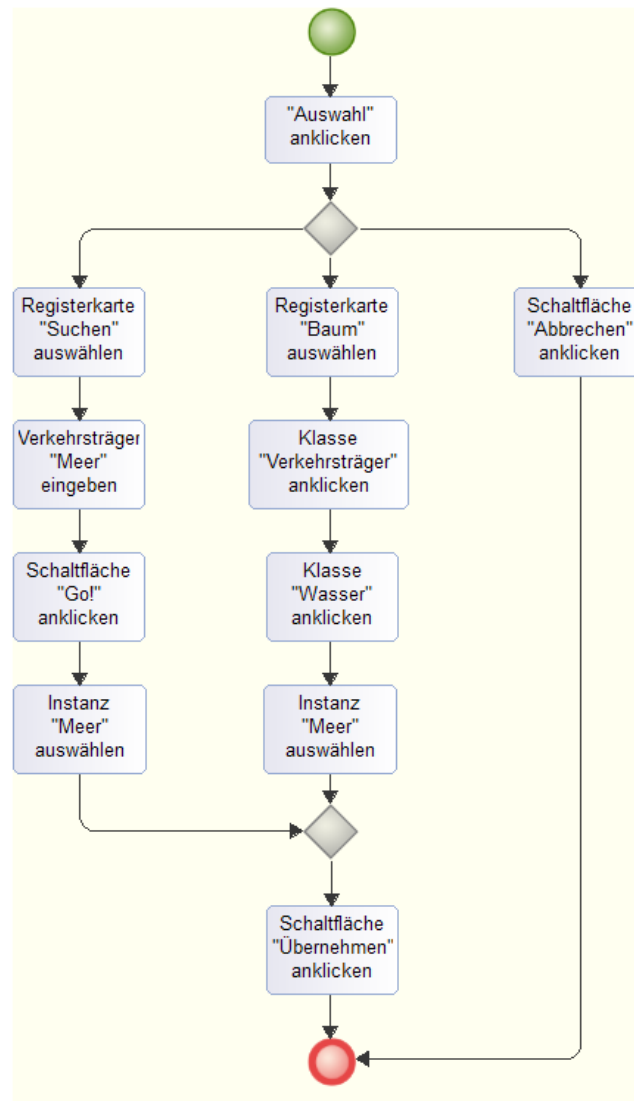 "Auswahl"
anklicken
Registerkarte
"Suchen"
auswählen
Registerkarte
"Baum"
auswählen
Schaltfläche
"Abbrechen"
anklicken
Verkehrsträger
"Meer"
eingeben
Klasse
"Verkehrsträger"
anklicken
Schaltfläche
"Go!"
anklicken
Klasse
"Wasser"
anklicken
Instanz
"Meer"
auswählen
Instanz
"Meer"
auswählen
Schaltfläche
"Übernehmen"
anklicken